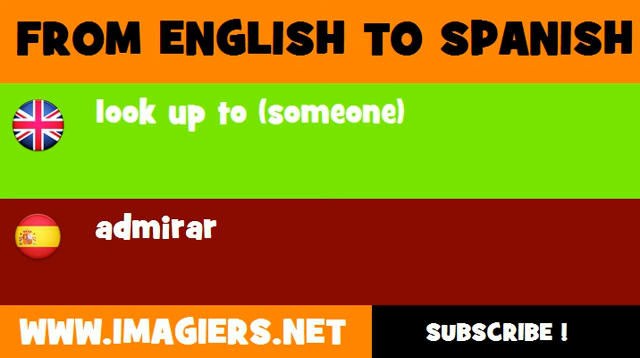 FROM ENGLISH TO SPANISH
look up to (someone)
admirar
WWW.IMAGIERS.NET
SUBSCRIBE !